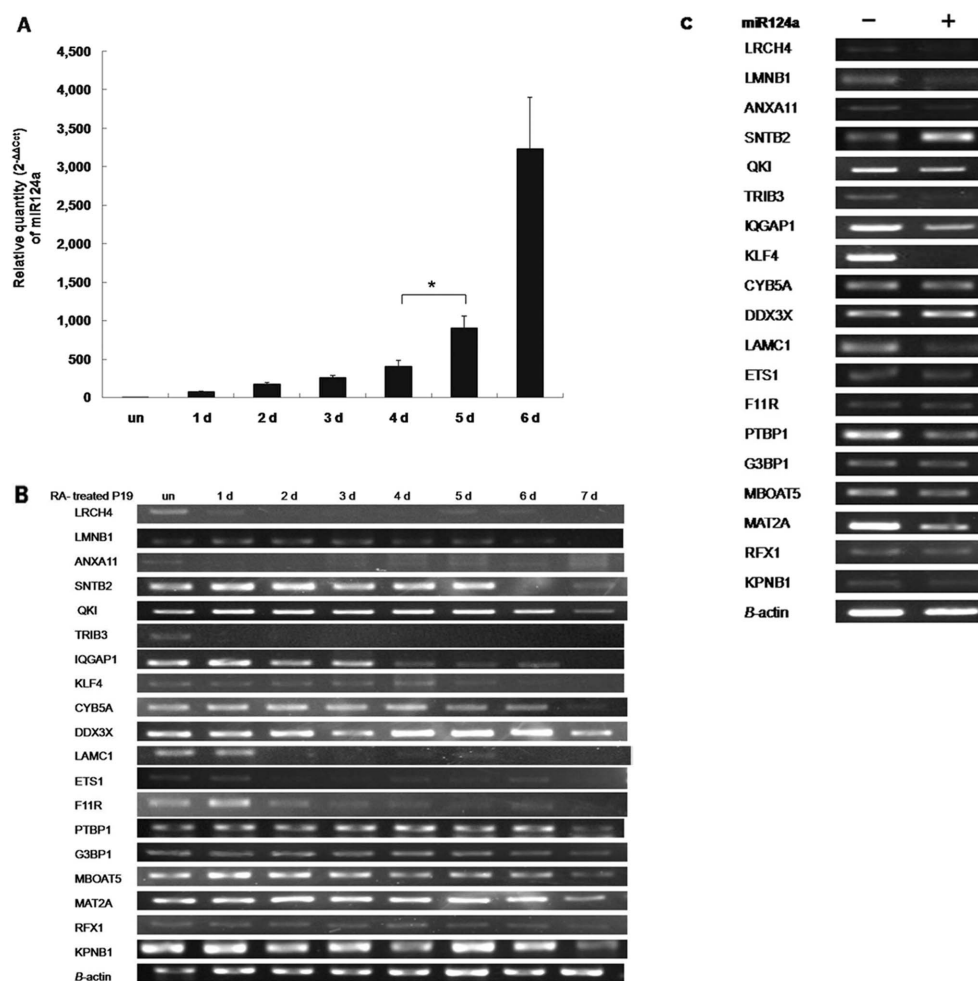 A
4,500
4,000
3,500
3,000
2,500
2,000
1,500
1,000
500
0
Relative quantity (2-ΔΔCct)
of miR124a
*
un 1 d 2 d 3 d 4 d 5 d 6 d
B
RA- treated P19 un 1 d 2 d 3 d 4 d 5 d 6 d 7 d
LRCH4
LMNB1
ANXA11
SNTB2
QKI
TRIB3
IQGAP1
KLF4
CYB5A
DDX3X
LAMC1
ETS1
F11R
PTBP1
G3BP1
MBOAT5
MAT2A
RFX1
KPNB1
B-actin
C
miR124a − +
LRCH4
LMNB1
ANXA11
SNTB2
QKI
TRIB3
IQGAP1
KLF4
CYB5A
DDX3X
LAMC1
ETS1
F11R
PTBP1
G3BP1
MBOAT5
MAT2A
RFX1
KPNB1
B-actin